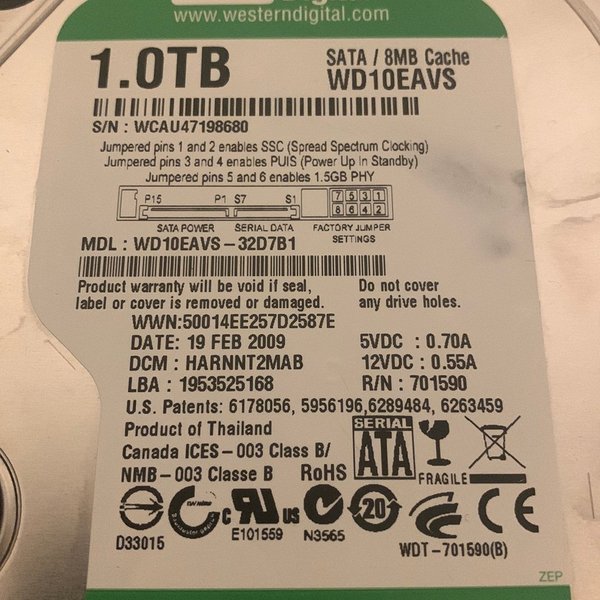 www.westerndigital.com
1.0TB
SATA / 8MB Cache
WD10EAVS
S/N : WCAU47198680
Jumpered pins 1 and 2 enables SSC (Spread Spectrum Clocking)
Jumpered pins 3 and 4 enables PUIS (Power Up In Standby)
Jumpered pins 5 and 6 enables 1.5GB PHY
P15 P1 S7 S1 7 5 3 1
8 6 4 2
SATA POWER SERIAL DATA FACTORY JUMPER
SETTINGS
MDL : WD10EAVS-32D7B1
Product warranty will be void if seal,
label or cover is removed or damaged.
Do not cover
any drive holes.
WWN:50014EE257D2587E
DATE: 19 FEB 2009
5VDC : 0.70A
DCM : HARNNT2MAB
12VDC : 0.55A
LBA : 1953525168
R/N : 701590
U.S. Patents: 6178056, 5956196,6289484, 6263459
Product of Thailand
Canada ICES-003 Class B/
NMB-003 Classe B
RoHS
SERIAL
ATA
FRAGILE
D33015
c UR us
E101559
N3565
20
CE
WDT-701590(B)
ZEP